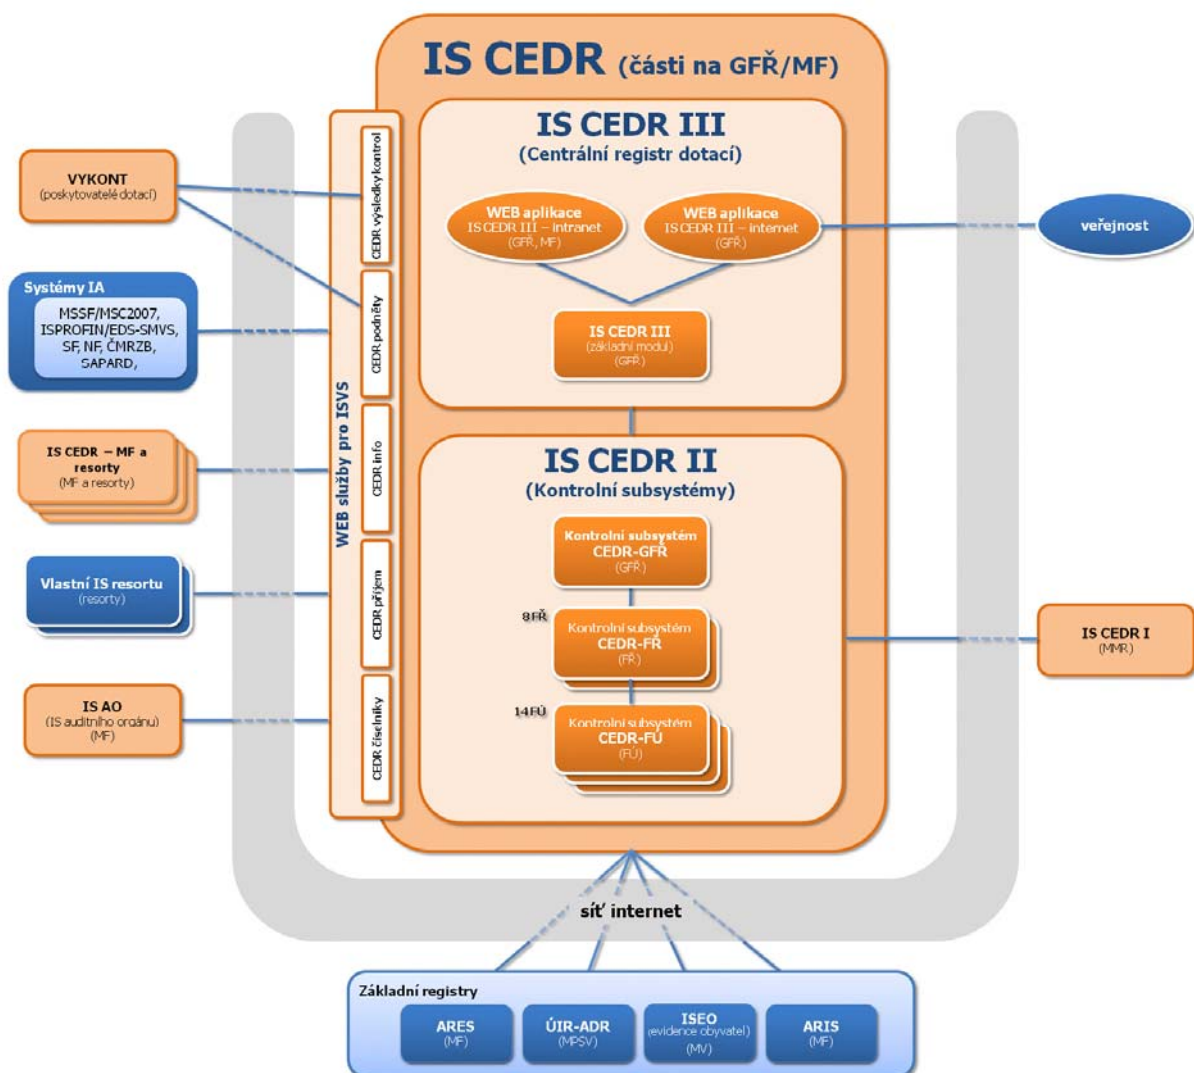 IS CEDR (části na GFŘ/MF)
IS CEDR III
(Centrální registr dotací)
WEB aplikace
IS CEDR III – intranet
(GFŘ, MF)
WEB aplikace
IS CEDR III – internet
(GFŘ)
IS CEDR III
(základní modul)
(GFŘ)
IS CEDR II
(Kontrolní subsystémy)
Kontrolní subsystém
CEDR-GFŘ
(GFŘ)
8 FŘ
Kontrolní subsystém
CEDR-FŘ
(FŘ)
14 FÚ
Kontrolní subsystém
CEDR-FÚ
(FÚ)
WEB služby pro ISVS
CEDR výsledky kontrol
CEDR podněty
CEDR info
CEDR příjem
CEDR číselníky
VYKONT
(poskytovatelé dotací)
Systémy IA
MSSF/MSC2007,
ISPROFIN/EDS-SMVS,
SF, NF, ČMRZB,
SAPARD,
IS CEDR – MF a
resorty
(MF a resorty)
Vlastní IS resortu
(resorty)
IS AO
(IS auditního orgánu)
(MF)
veřejnost
IS CEDR I
(MMR)
síť internet
Základní registry
ARES
(MF)
ÚIR-ADR
(MPSV)
ISEO
(evidence obyvatel)
(MV)
ARIS
(MF)